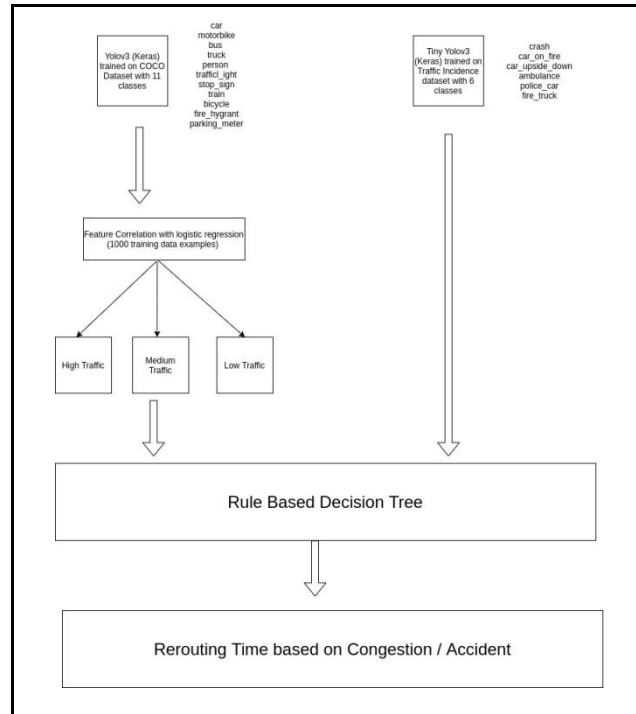 Yolov3 (Keras)
trained on COCO
Dataset with 11
classes
car
motorbike
bus
truck
person
trafficl_ight
stop_sign
train
bicycle
fire_hygrant
parking_meter
Tiny Yolov3
(Keras) trained on
Traffic Incidence
dataset with 6
classes
crash
car_on_fire
car_upside_down
ambulance
police_car
fire_truck
Feature Correlation with logistic regression
(1000 training data examples)
High Traffic
Medium
Traffic
Low Traffic
Rule Based Decision Tree
Rerouting Time based on Congestion / Accident